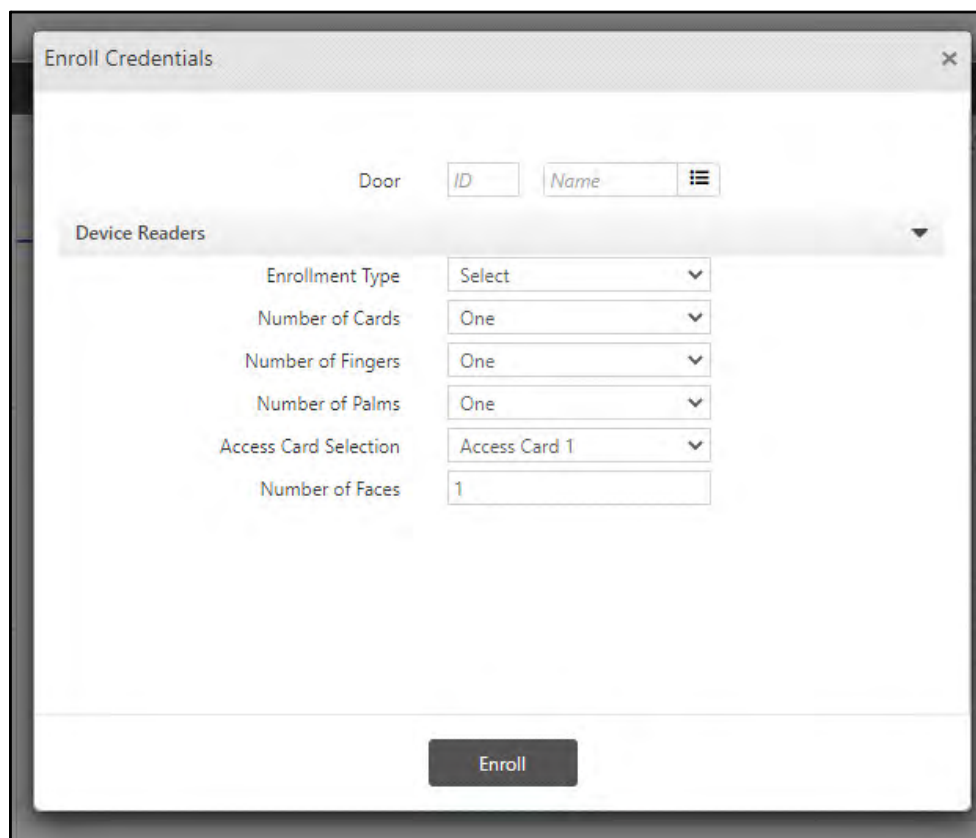 Enroll Credentials ×
Door ID Name
Device Readers
Enrollment Type Select
Number of Cards One
Number of Fingers One
Number of Palms One
Access Card Selection Access Card 1
Number of Faces 1
Enroll